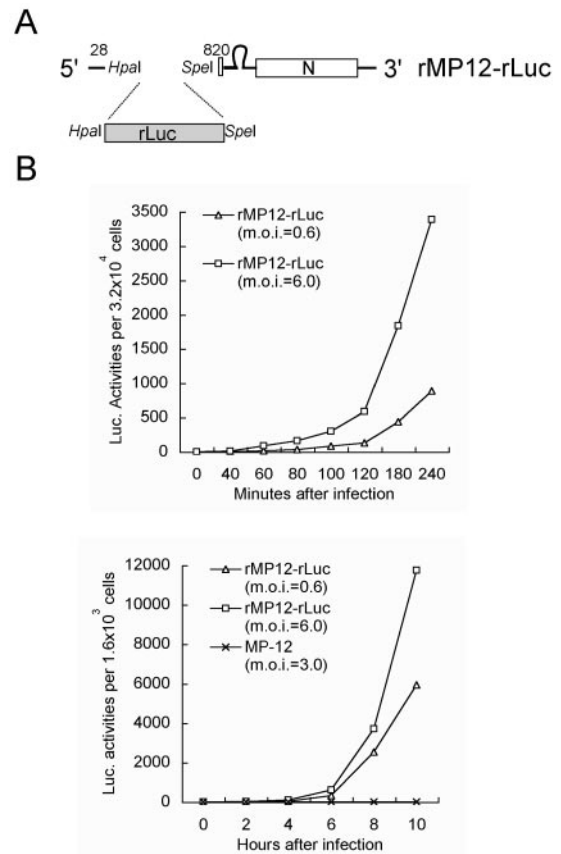 A
28
820
5' HpaI SpeI N 3' rMP12-rLuc
HpaI rLuc SpeI
B
Luc. Activities per 3.2x10⁴ cells
3500
3000
2500
2000
1500
1000
500
0
rMP12-rLuc
(m.o.i.=0.6)
rMP12-rLuc
(m.o.i.=6.0)
0 40 60 80 100 120 180 240
Minutes after infection
Luc. activities per 1.6x10³ cells
12000
10000
8000
6000
4000
2000
0
rMP12-rLuc
(m.o.i.=0.6)
rMP12-rLuc
(m.o.i.=6.0)
MP-12
(m.o.i.=3.0)
0 2 4 6 8 10
Hours after infection